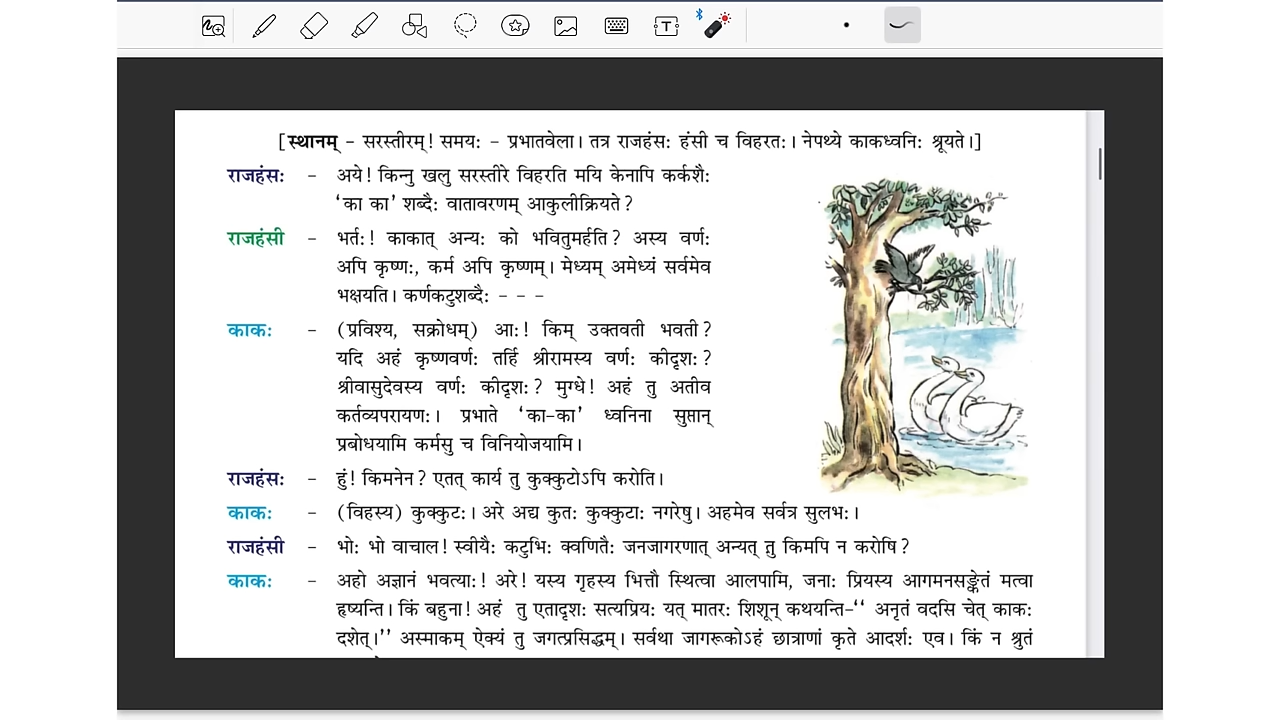 [स्थानम् – सरस्तीरम्! समयः – प्रभातवेला। तत्र राजहंसः हंसी च विहरतः। नेपथ्ये काकध्वनिः श्रूयते।]
राजहंसः – अये! किन्नु खलु सरस्तीरे विहरति मयि केनापि कर्कशैः
‘का का’ शब्दैः वातावरणम् आकुलीक्रियते?
राजहंसी – भर्तः! काकात् अन्यः को भवितुमर्हति? अस्य वर्णः
अपि कृष्णः, कर्म अपि कृष्णम्। मेध्यम् अमेध्यं सर्वमेव
भक्षयति। कर्णकटुशब्दैः – – –
काकः – (प्रविश्य, सक्रोधम्) आः! किम् उक्तवती भवती?
यदि अहं कृष्णवर्णः तर्हि श्रीरामस्य वर्णः कीदृशः?
श्रीवासुदेवस्य वर्णः कीदृशः? मुग्धे! अहं तु अतीव
कर्तव्यपरायणः। प्रभाते ‘का-का’ ध्वनिना सुप्तान्
प्रबोधयामि कर्मसु च विनियोजयामि।
राजहंसः – हुं! किमनेन? एतत् कार्यं तु कुक्कुटोऽपि करोति।
काकः – (विहस्य) कुक्कुटः। अरे अद्य कुतः कुक्कुटाः नगरेषु। अहमेव सर्वत्र सुलभः।
राजहंसी – भोः भो वाचाल! स्वीयैः कटुभिः क्वणितैः जनजागरणात् अन्यत् तु किमपि न करोषि?
काकः – अहो अज्ञानं भवत्याः! अरे! यस्य गृहस्य भित्तौ स्थित्वा आलपामि, जनाः प्रियस्य आगमनसङ्केतं मत्वा
हृष्यन्ति। किं बहुना! अहं तु एतादृशः सत्यप्रियः यत् मातरः शिशून् कथयन्ति–‘‘ अनृतं वदसि चेत् काकः
दशेत्।’’ अस्माकम् ऐक्यं तु जगत्प्रसिद्धम्। सर्वथा जागरूकोऽहं छात्राणां कृते आदर्शः एव। किं न श्रुतं